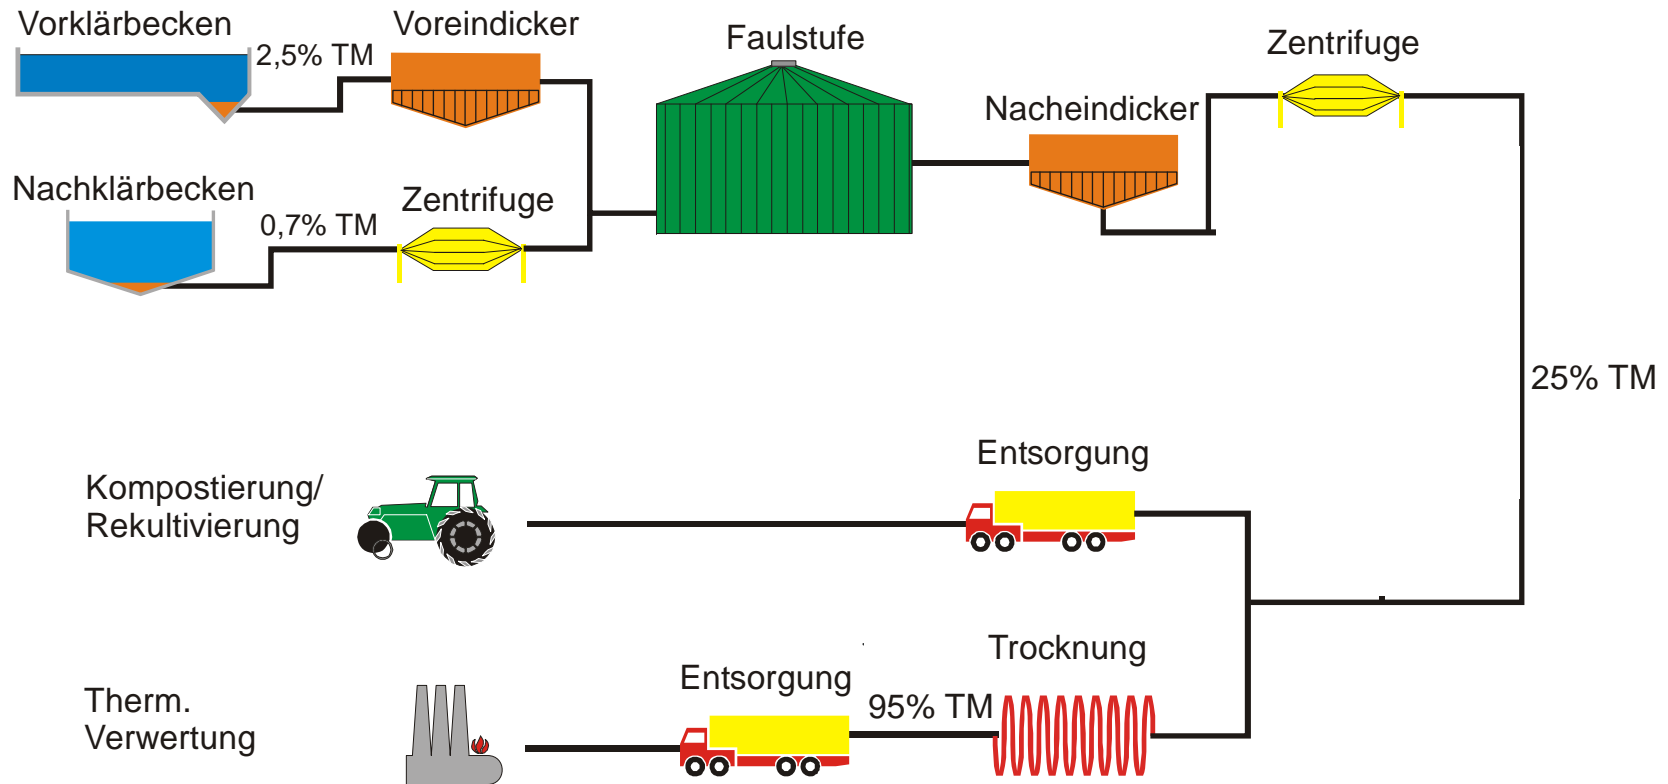 Vorklärbecken
2,5% TM
Voreindicker
Faulstufe
Zentrifuge
Nacheindicker
Nachklärbecken
0,7% TM
Zentrifuge
25% TM
Entsorgung
Kompostierung/
Rekultivierung
Trocknung
Entsorgung
95% TM
Therm.
Verwertung